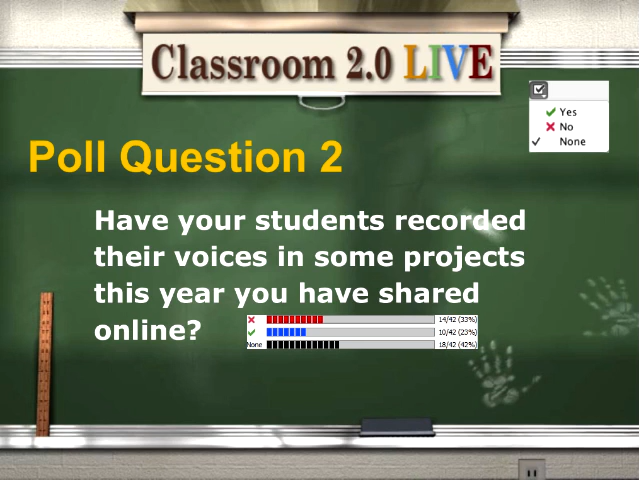 Classroom 2.0 LIVE
Yes
No
None
Poll Question 2
Have your students recorded
their voices in some projects
this year you have shared
online?
14/42 (33%)
10/42 (23%)
None 18/42 (42%)